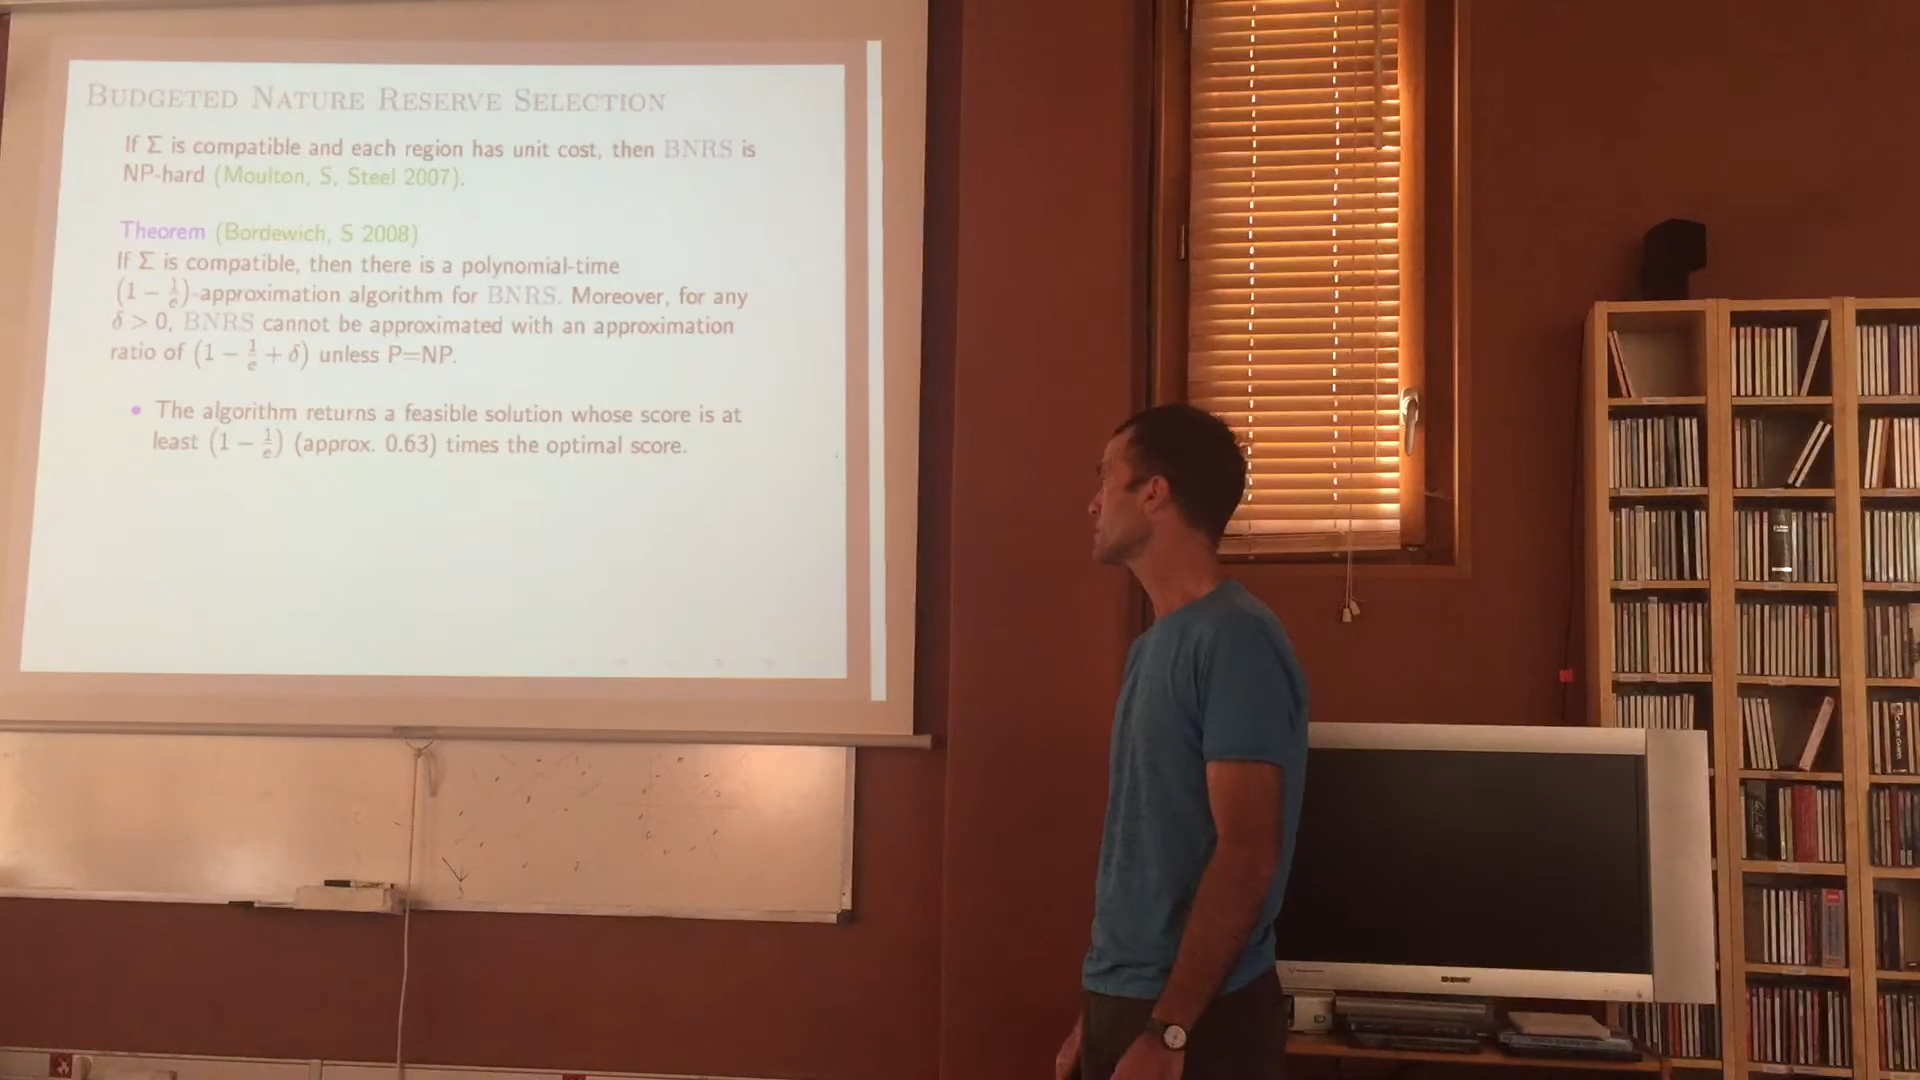 BUDGETED NATURE RESERVE SELECTION
If Σ is compatible and each region has unit cost, then BNRS is
NP-hard (Moulton, S, Steel 2007).
Theorem (Bordewich, S 2008)
If Σ is compatible, then there is a polynomial-time
(1 − 1/e)-approximation algorithm for BNRS. Moreover, for any
δ > 0, BNRS cannot be approximated with an approximation
ratio of (1 − 1/e + δ) unless P=NP.
• The algorithm returns a feasible solution whose score is at
least (1 − 1/e) (approx. 0.63) times the optimal score.